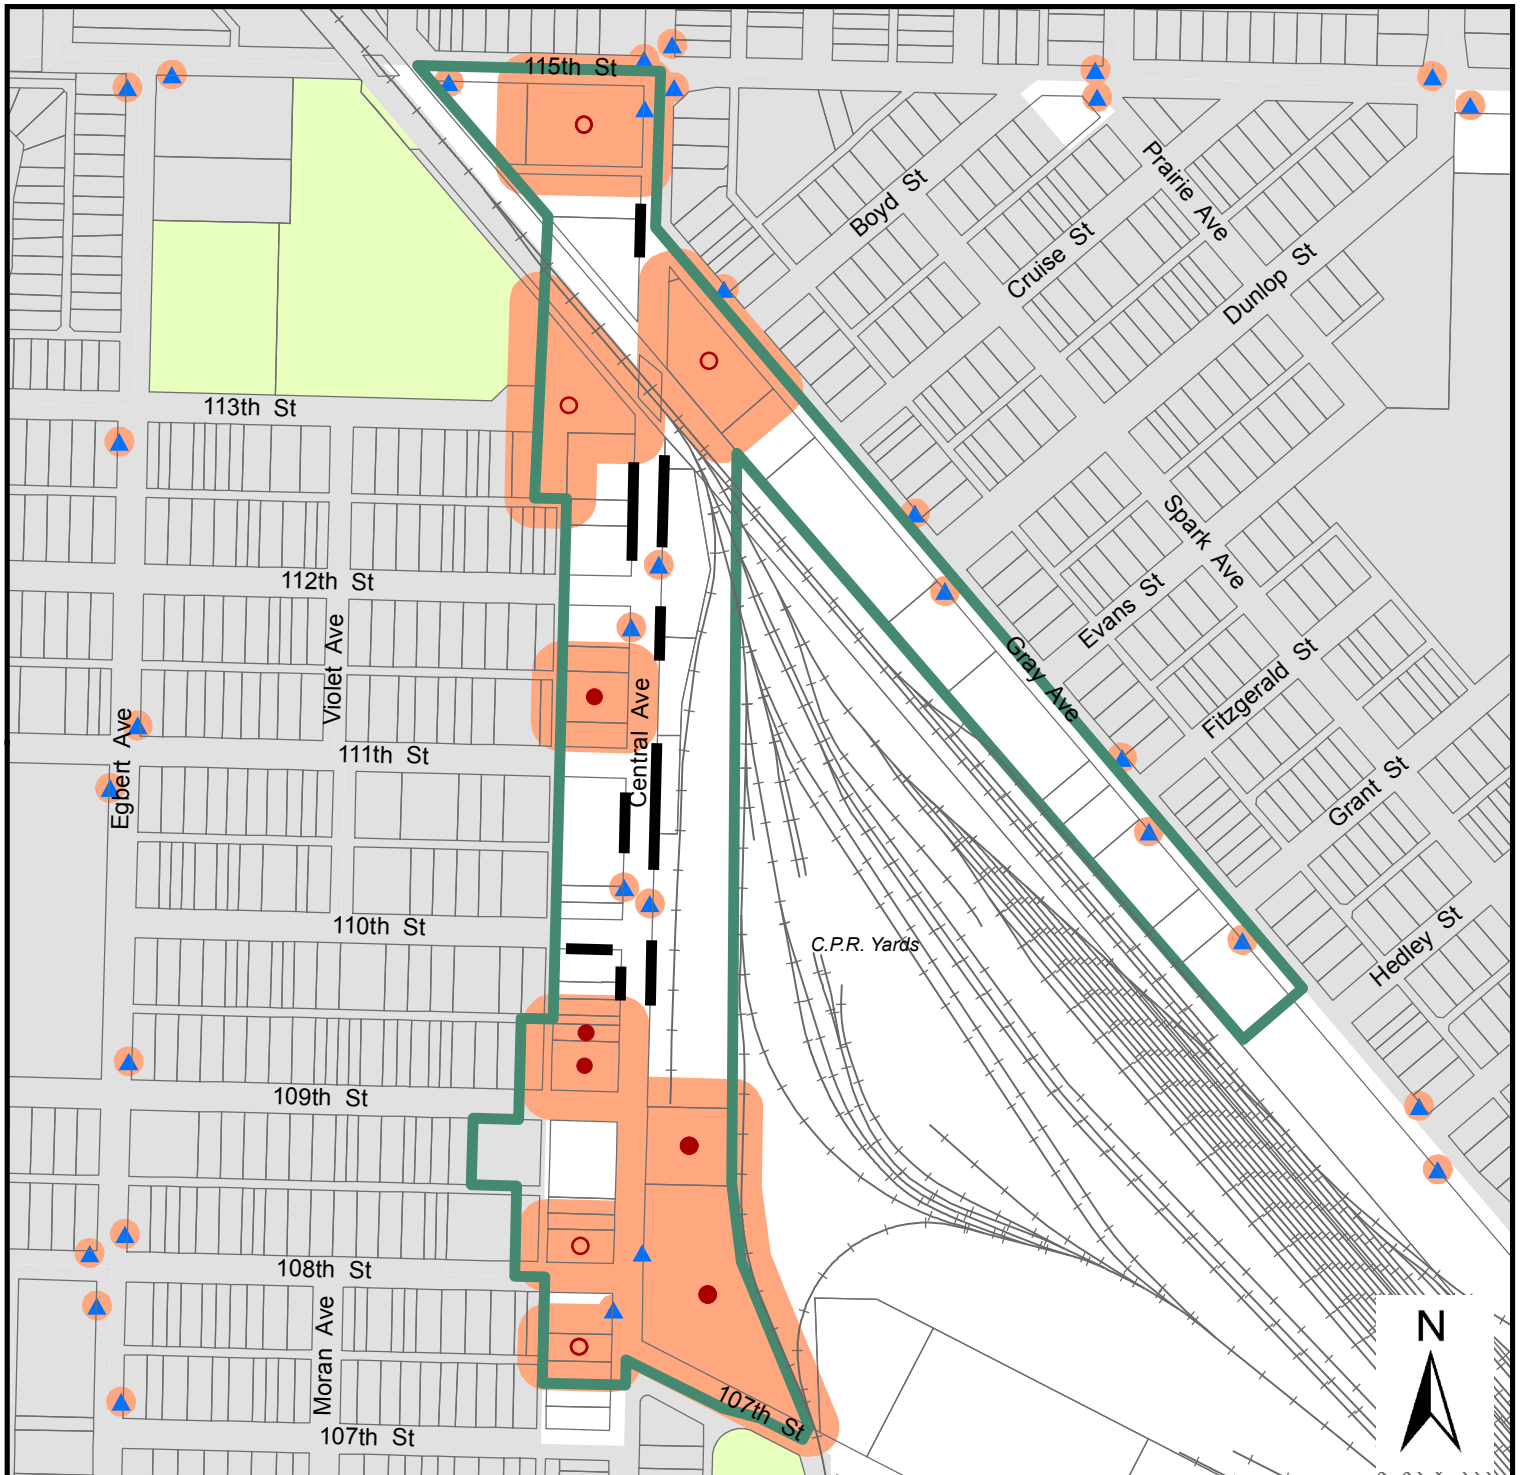 115th St
Boyd St
Prairie Ave
Cruise St
Dunlop St
113th St
Spark Ave
112th St
Evans St
Violet Ave
Gray Ave
Fitzgerald St
Central Ave
Egbert Ave
111th St
Grant St
110th St
C.P.R. Yards
Hedley St
109th St
108th St
Moran Ave
N
107th St
107th St